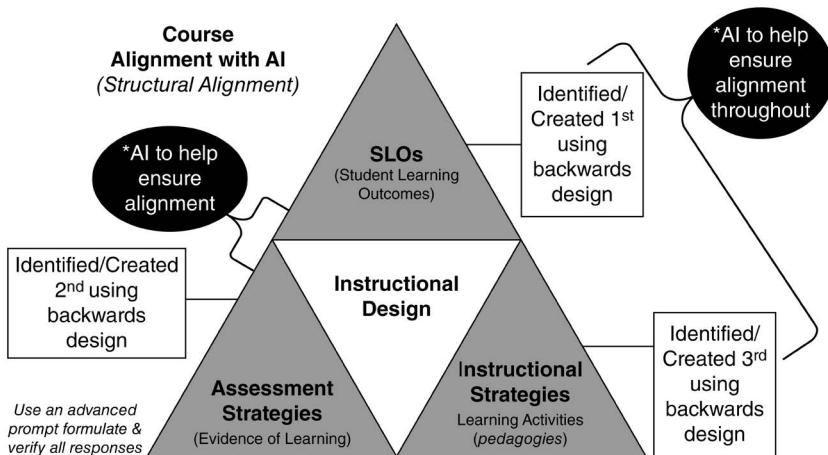 Course
Alignment with AI
(Structural Alignment)
*AI to help
ensure
alignment
throughout
Identified/
Created 1st
using
backwards
design
SLOs
(Student Learning
Outcomes)
*AI to help
ensure
alignment
Identified/Created
2nd using
backwards
design
Instructional
Design
Identified/
Created 3rd
using
backwards
design
Assessment
Strategies
(Evidence of Learning)
Instructional
Strategies
Learning Activities
(pedagogies)
Use an advanced
prompt formulate &
verify all responses